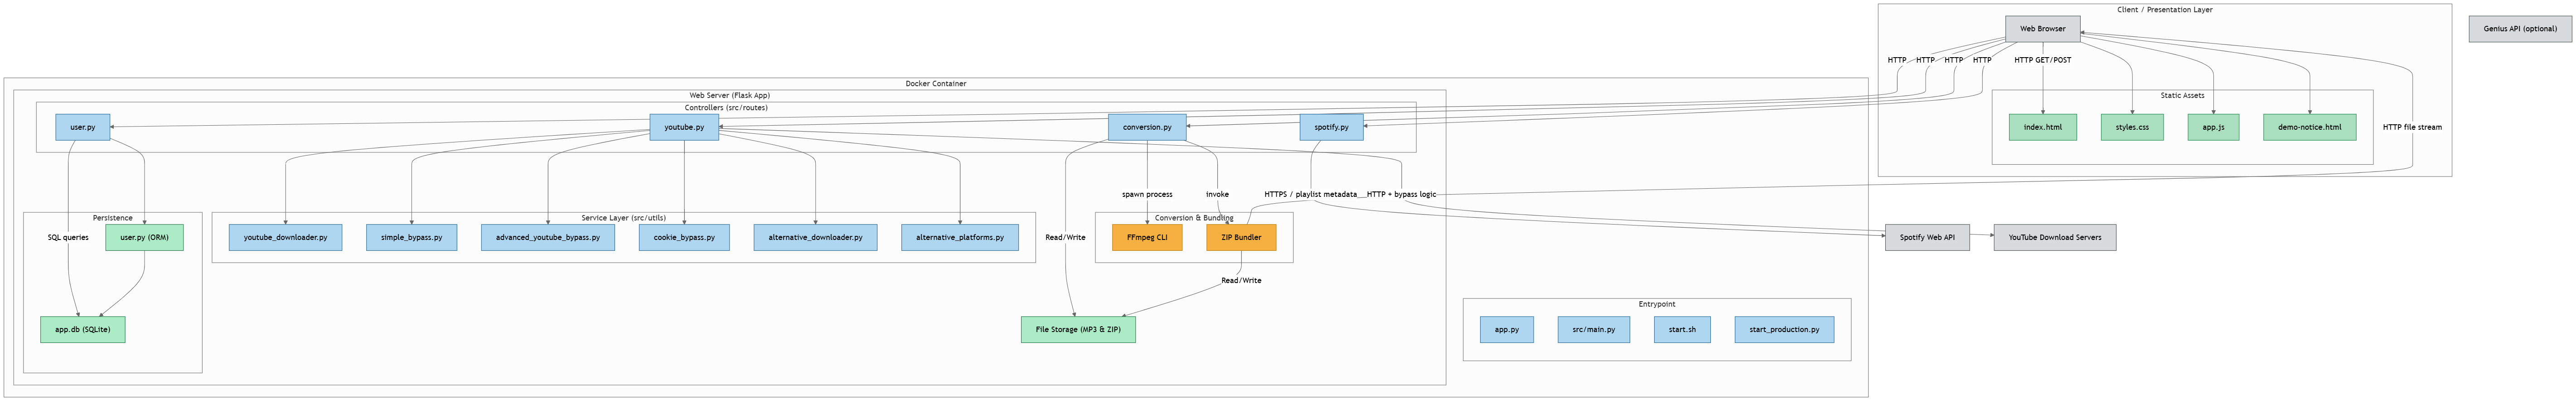 Client / Presentation Layer
Web Browser
Genius API (optional)
HTTP
HTTP
HTTP
HTTP
HTTP GET/POST
Docker Container
Web Server (Flask App)
Static Assets
Controllers (src/routes)
user.py
youtube.py
conversion.py
spotify.py
index.html
styles.css
app.js
demo-notice.html
HTTP file stream
spawn process
invoke
HTTPS / playlist metadata
HTTP + bypass logic
Persistence
Service Layer (src/utils)
Conversion & Bundling
SQL queries
user.py (ORM)
youtube_downloader.py
simple_bypass.py
advanced_youtube_bypass.py
cookie_bypass.py
alternative_downloader.py
alternative_platforms.py
Read/Write
FFmpeg CLI
ZIP Bundler
Spotify Web API
YouTube Download Servers
Read/Write
Entrypoint
app.db (SQLite)
File Storage (MP3 & ZIP)
app.py
src/main.py
start.sh
start_production.py